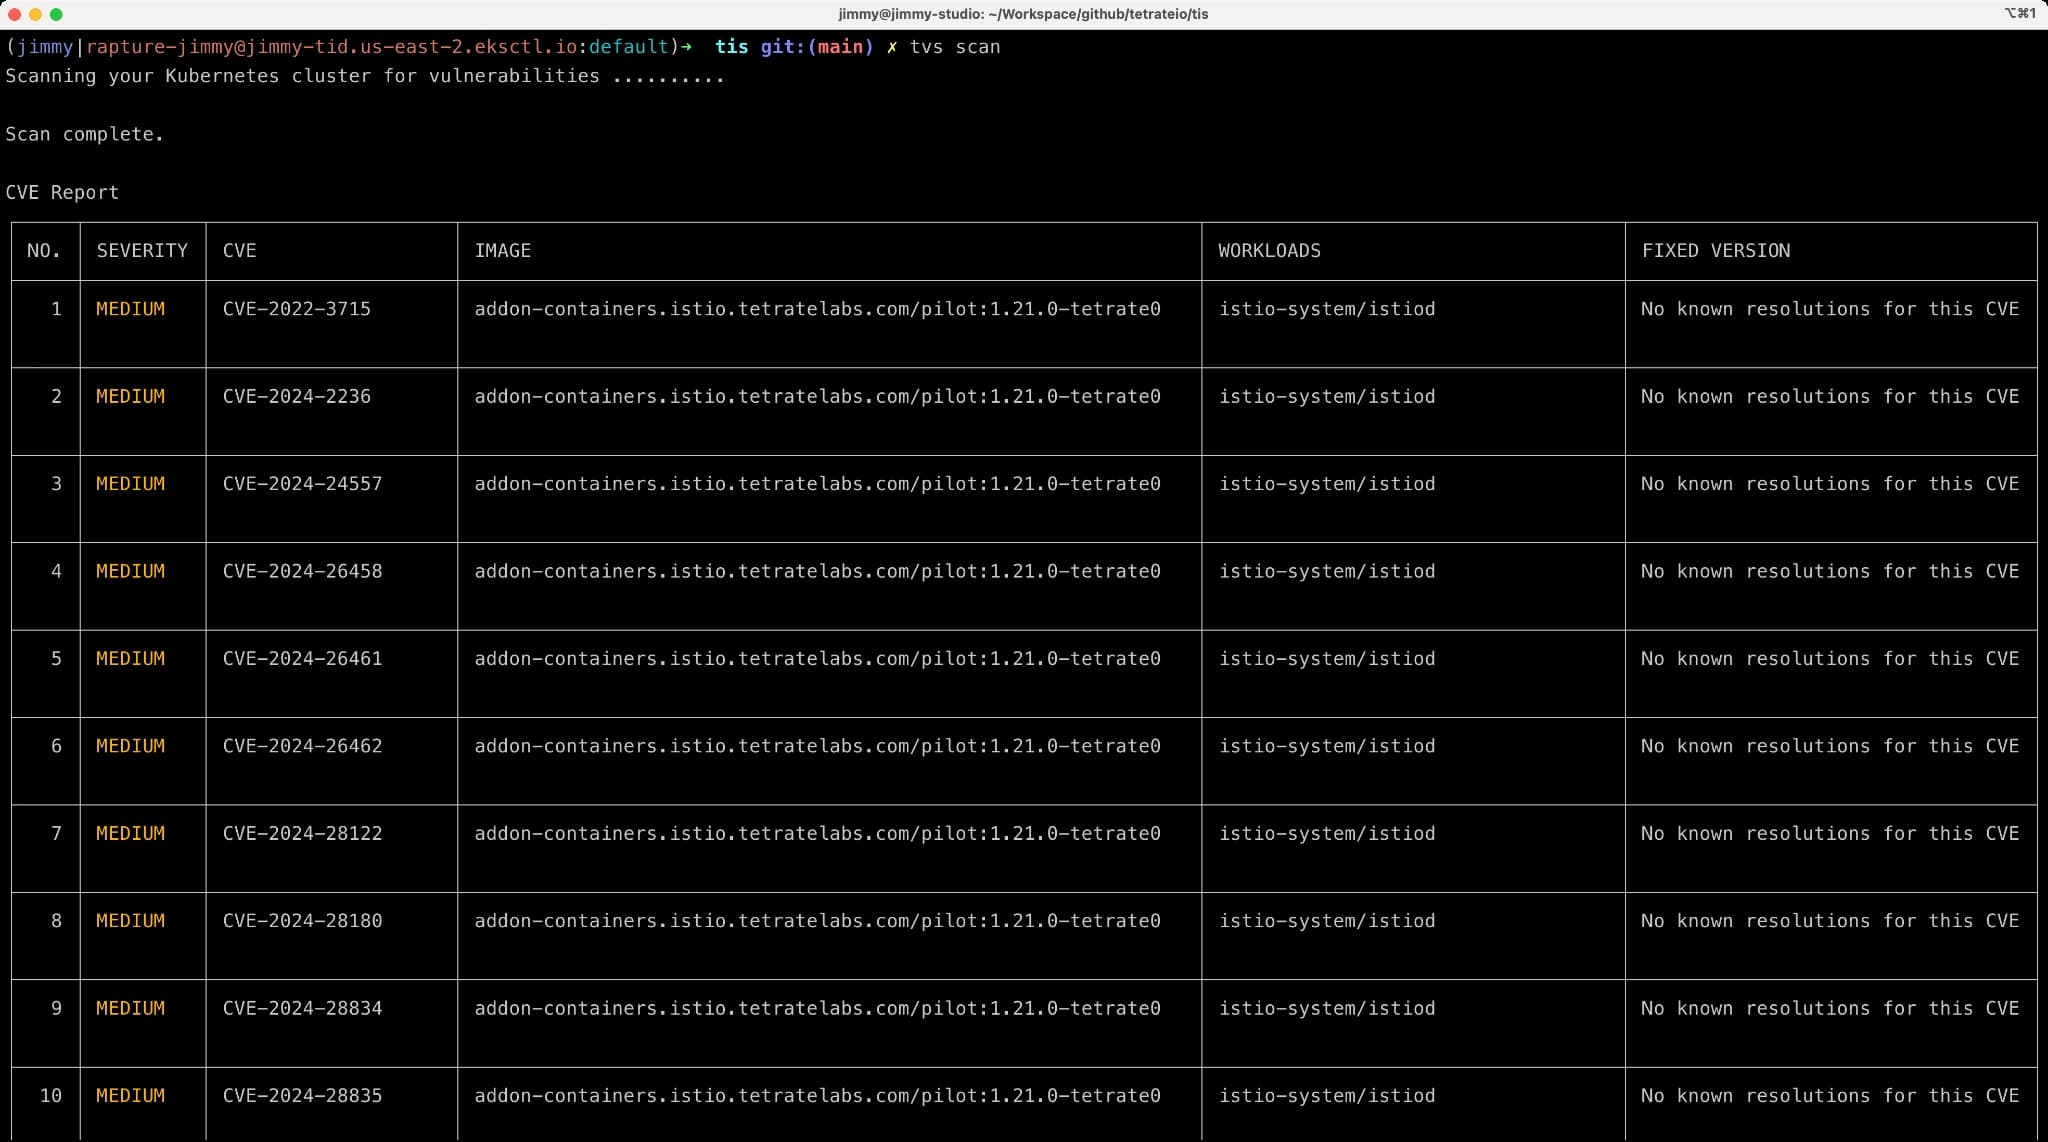 jimmy@jimmy-studio: ~/Workspace/github/tetrateio/tis ⌥⌘1
(jimmy|rapture-jimmy@jimmy-tid.us-east-2.eksctl.io:default)➜  tis git:(main) ✗ tvs scan
Scanning your Kubernetes cluster for vulnerabilities ..........
Scan complete.
CVE Report
NO. SEVERITY CVE IMAGE WORKLOADS FIXED VERSION
1 MEDIUM CVE-2022-3715 addon-containers.istio.tetratelabs.com/pilot:1.21.0-tetrate0 istio-system/istiod No known resolutions for this CVE
2 MEDIUM CVE-2024-2236 addon-containers.istio.tetratelabs.com/pilot:1.21.0-tetrate0 istio-system/istiod No known resolutions for this CVE
3 MEDIUM CVE-2024-24557 addon-containers.istio.tetratelabs.com/pilot:1.21.0-tetrate0 istio-system/istiod No known resolutions for this CVE
4 MEDIUM CVE-2024-26458 addon-containers.istio.tetratelabs.com/pilot:1.21.0-tetrate0 istio-system/istiod No known resolutions for this CVE
5 MEDIUM CVE-2024-26461 addon-containers.istio.tetratelabs.com/pilot:1.21.0-tetrate0 istio-system/istiod No known resolutions for this CVE
6 MEDIUM CVE-2024-26462 addon-containers.istio.tetratelabs.com/pilot:1.21.0-tetrate0 istio-system/istiod No known resolutions for this CVE
7 MEDIUM CVE-2024-28122 addon-containers.istio.tetratelabs.com/pilot:1.21.0-tetrate0 istio-system/istiod No known resolutions for this CVE
8 MEDIUM CVE-2024-28180 addon-containers.istio.tetratelabs.com/pilot:1.21.0-tetrate0 istio-system/istiod No known resolutions for this CVE
9 MEDIUM CVE-2024-28834 addon-containers.istio.tetratelabs.com/pilot:1.21.0-tetrate0 istio-system/istiod No known resolutions for this CVE
10 MEDIUM CVE-2024-28835 addon-containers.istio.tetratelabs.com/pilot:1.21.0-tetrate0 istio-system/istiod No known resolutions for this CVE